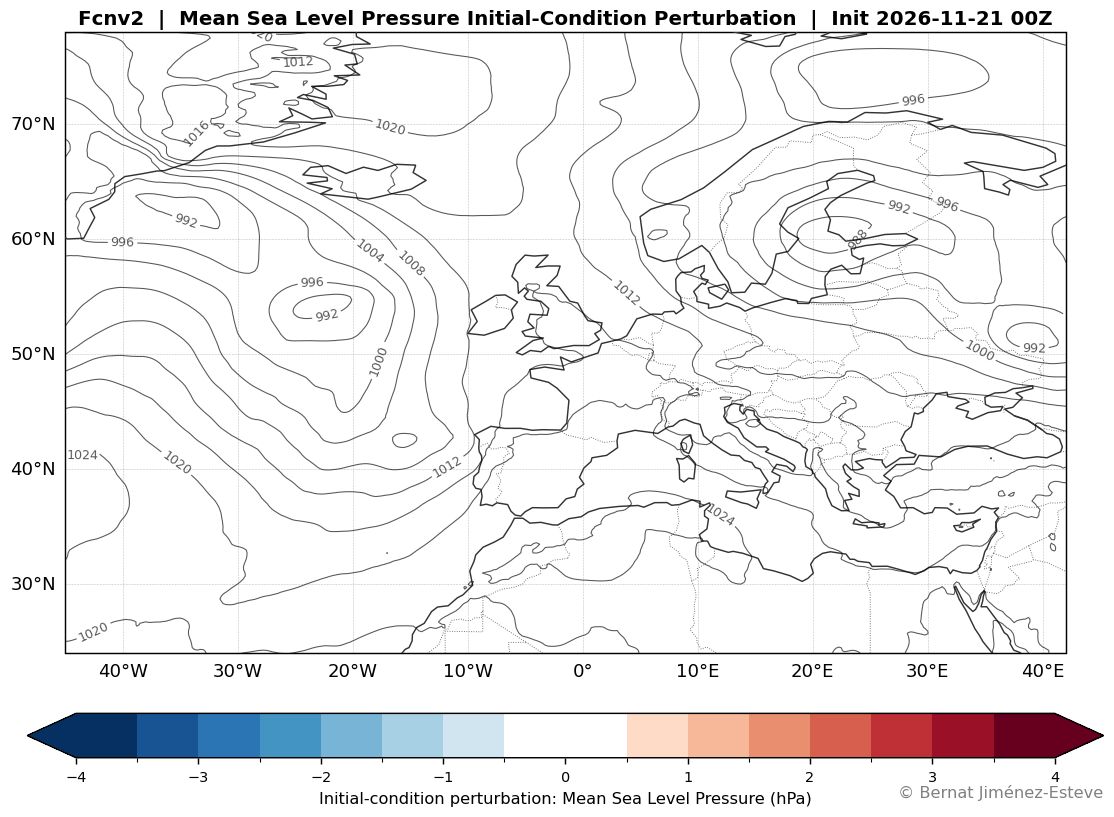 Fcnv2 | Mean Sea Level Pressure Initial-Condition Perturbation | Init 2026-11-21 00Z
1012
996
1020
1016
70°N
992
996
992
60°N
996
1004
1008
988
996
1012
992
992
1000
50°N
1000
1024
1020
1012
40°N
1024
30°N
1020
40°W 30°W 20°W 10°W 0° 10°E 20°E 30°E 40°E
−4 −3 −2 −1 0 1 2 3 4
Initial-condition perturbation: Mean Sea Level Pressure (hPa)
© Bernat Jiménez-Esteve